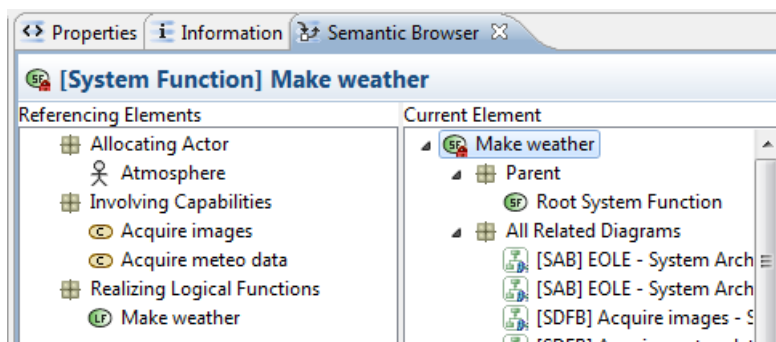 Properties Information Semantic Browser
[System Function] Make weather
Referencing Elements
Allocating Actor
Atmosphere
Involving Capabilities
Acquire images
Acquire meteo data
Realizing Logical Functions
Make weather
Current Element
Make weather
Parent
Root System Function
All Related Diagrams
[SAB] EOLE - System Arch
[SAB] EOLE - System Arch
[SDFB] Acquire images - S